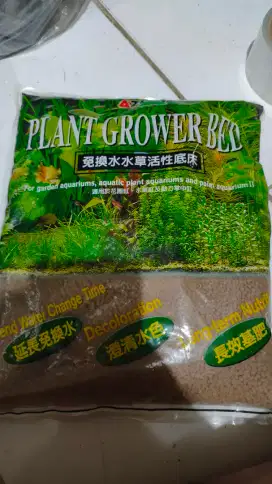 PLANT GROWER BED
免換水水草活性底床
For garden aquariums, aquatic plant aquariums and palm aquarium !!
Extend Water Change Time
Decoloration
Long-term
延長免換水
澄清水色
長效基肥